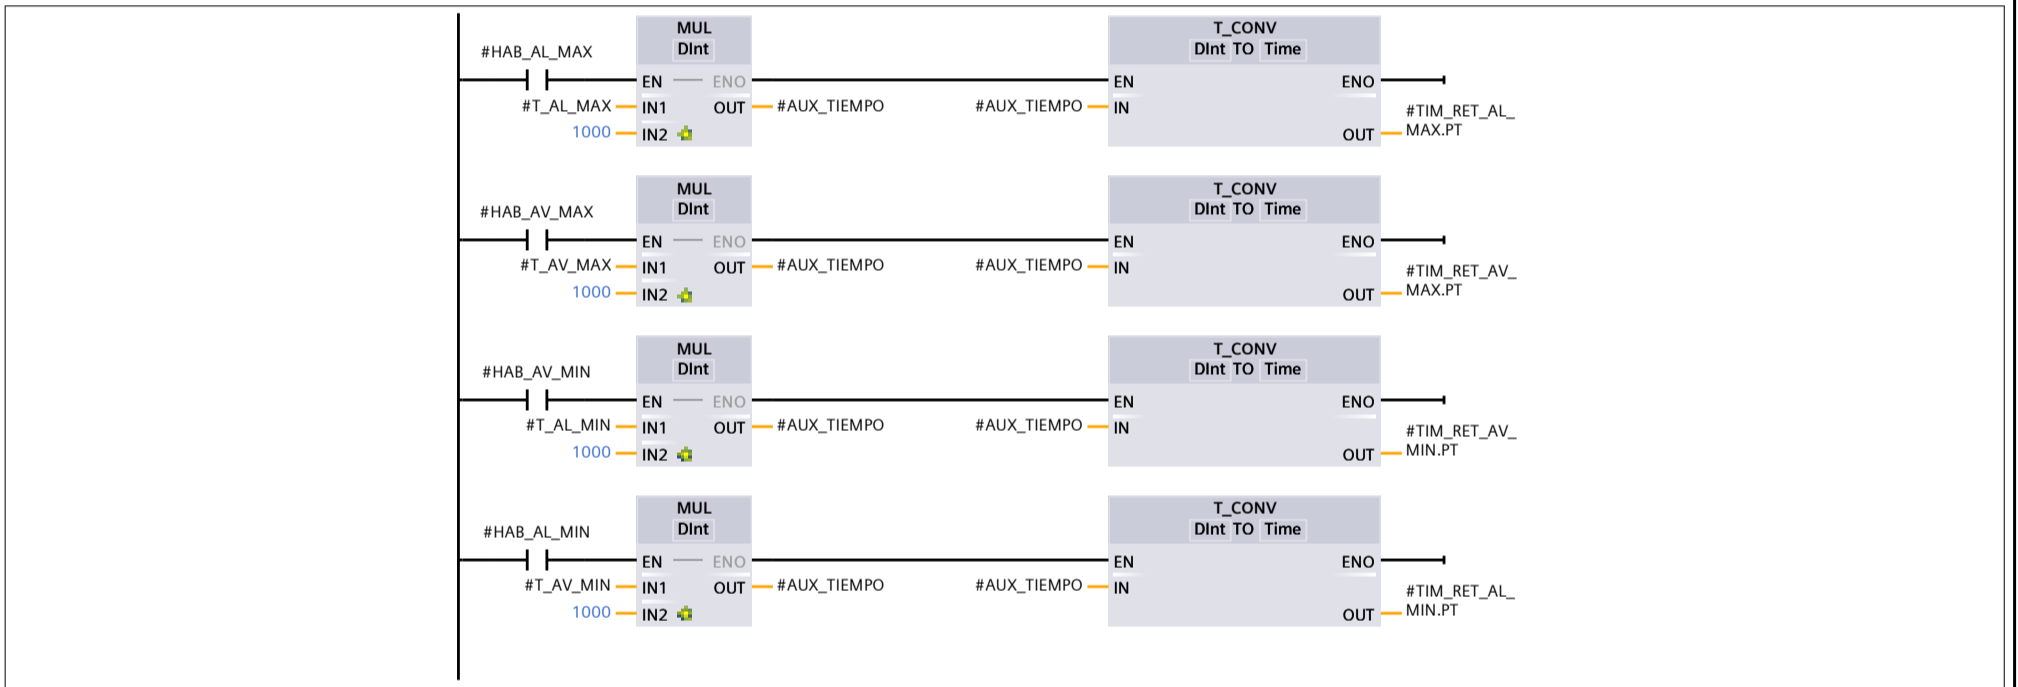 MUL T_CONV
#HAB_AL_MAX DInt DInt TO Time
EN ENO EN ENO
#T_AL_MAX IN1 OUT #AUX_TIEMPO #AUX_TIEMPO IN #TIM_RET_AL_
1000 IN2 OUT MAX.PT
MUL T_CONV
#HAB_AV_MAX DInt DInt TO Time
EN ENO EN ENO
#T_AV_MAX IN1 OUT #AUX_TIEMPO #AUX_TIEMPO IN #TIM_RET_AV_
1000 IN2 OUT MAX.PT
MUL T_CONV
#HAB_AV_MIN DInt DInt TO Time
EN ENO EN ENO
#T_AL_MIN IN1 OUT #AUX_TIEMPO #AUX_TIEMPO IN #TIM_RET_AV_
1000 IN2 OUT MIN.PT
MUL T_CONV
#HAB_AL_MIN DInt DInt TO Time
EN ENO EN ENO
#T_AV_MIN IN1 OUT #AUX_TIEMPO #AUX_TIEMPO IN #TIM_RET_AL_
1000 IN2 OUT MIN.PT